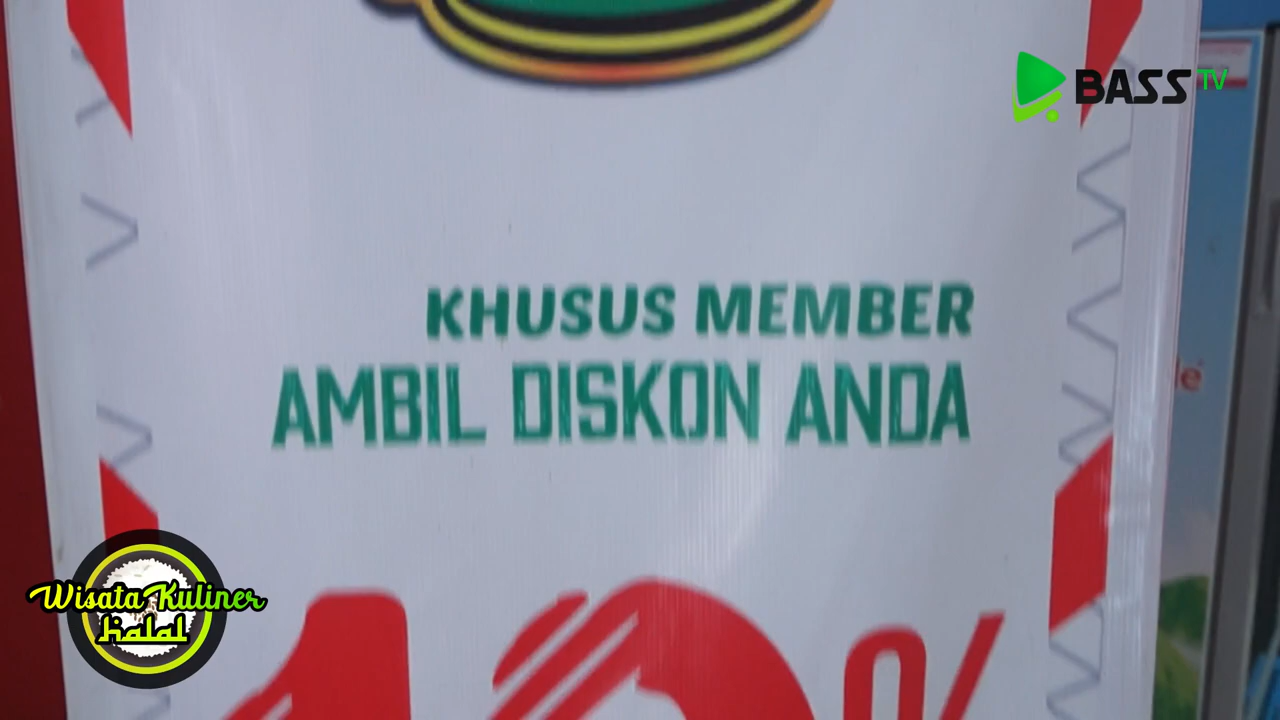 BASS TV
KHUSUS MEMBER
AMBIL DISKON ANDA
Wisata Kuliner
Halal